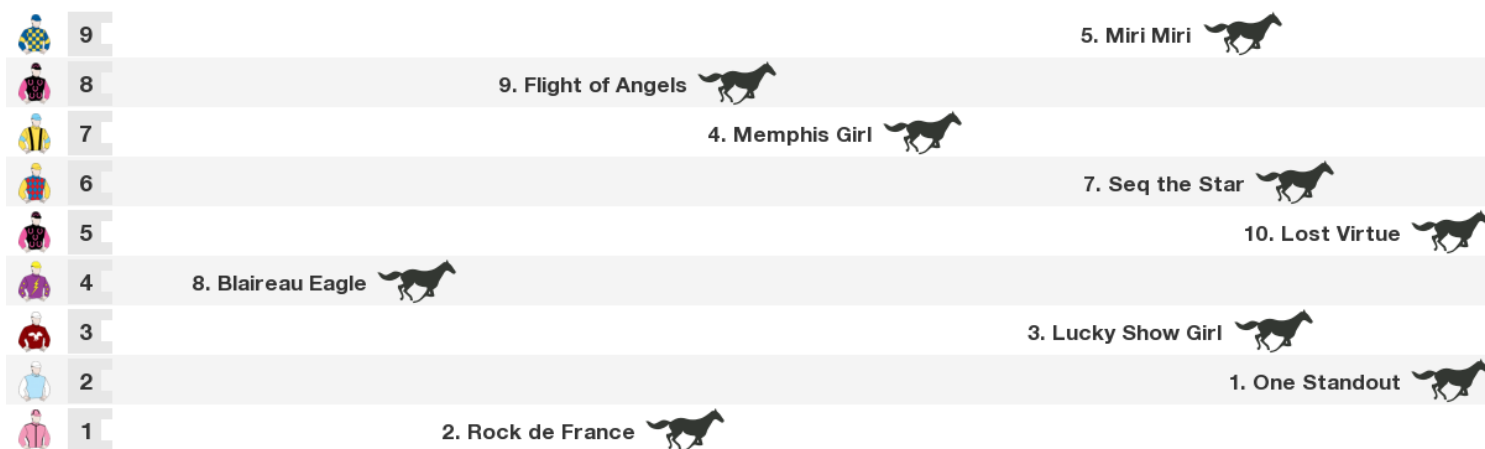 9 5. Miri Miri
8 9. Flight of Angels
7 4. Memphis Girl
6 7. Seq the Star
5 10. Lost Virtue
4 8. Blaireau Eagle
3 3. Lucky Show Girl
2 1. One Standout
1 2. Rock de France